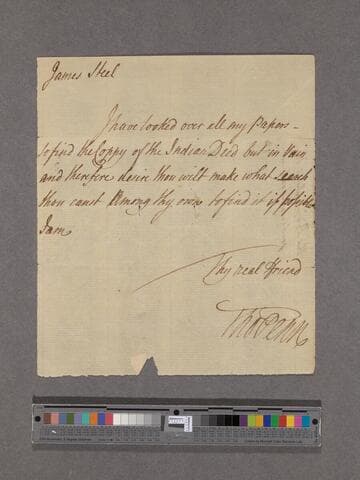 James Steel
I have looked over all my Papers
to find the Coppy of the Indian Deed but in Vain
and therefore desire thou wilt make what search
thou canst Among thy own to find it if possible
I am
Thy real Friend
Tho Penn